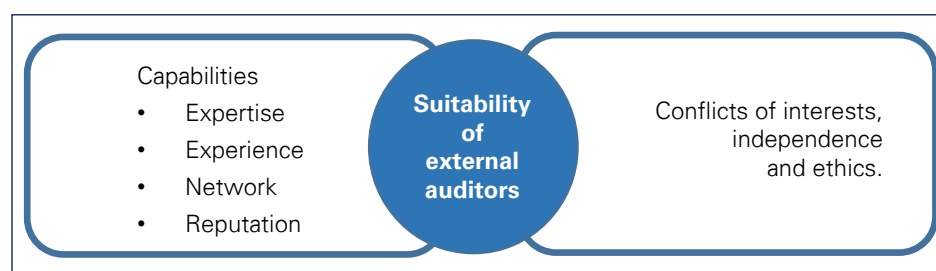 Capabilities
• Expertise
• Experience
• Network
• Reputation
Suitability
of
external
auditors
Conflicts of interests,
independence
and ethics.